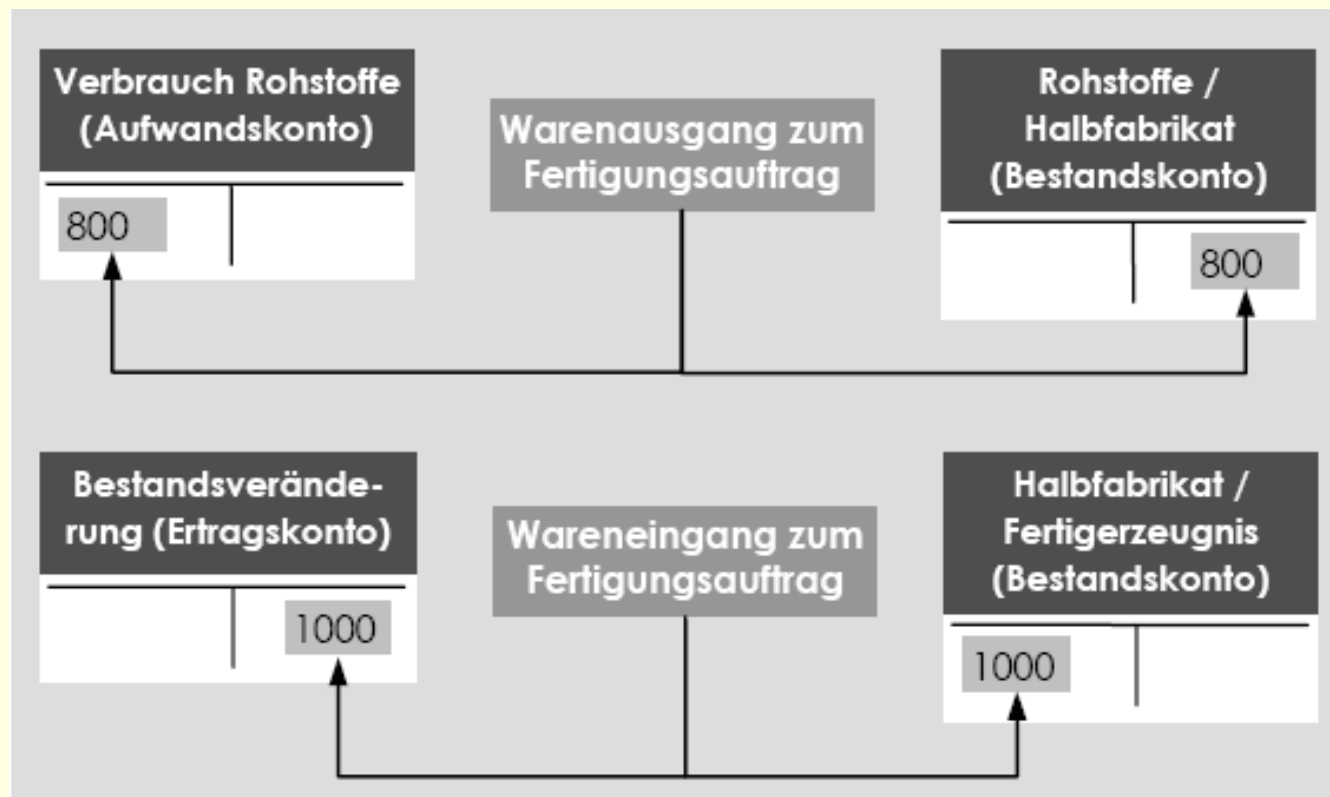 Verbrauch Rohstoffe
(Aufwandskonto)
800
Warenausgang zum
Fertigungsauftrag
Rohstoffe /
Halbfabrikat
(Bestandskonto)
800
Bestandsverände-
rung (Ertragskonto)
1000
Wareneingang zum
Fertigungsauftrag
Halbfabrikat /
Fertigerzeugnis
(Bestandskonto)
1000